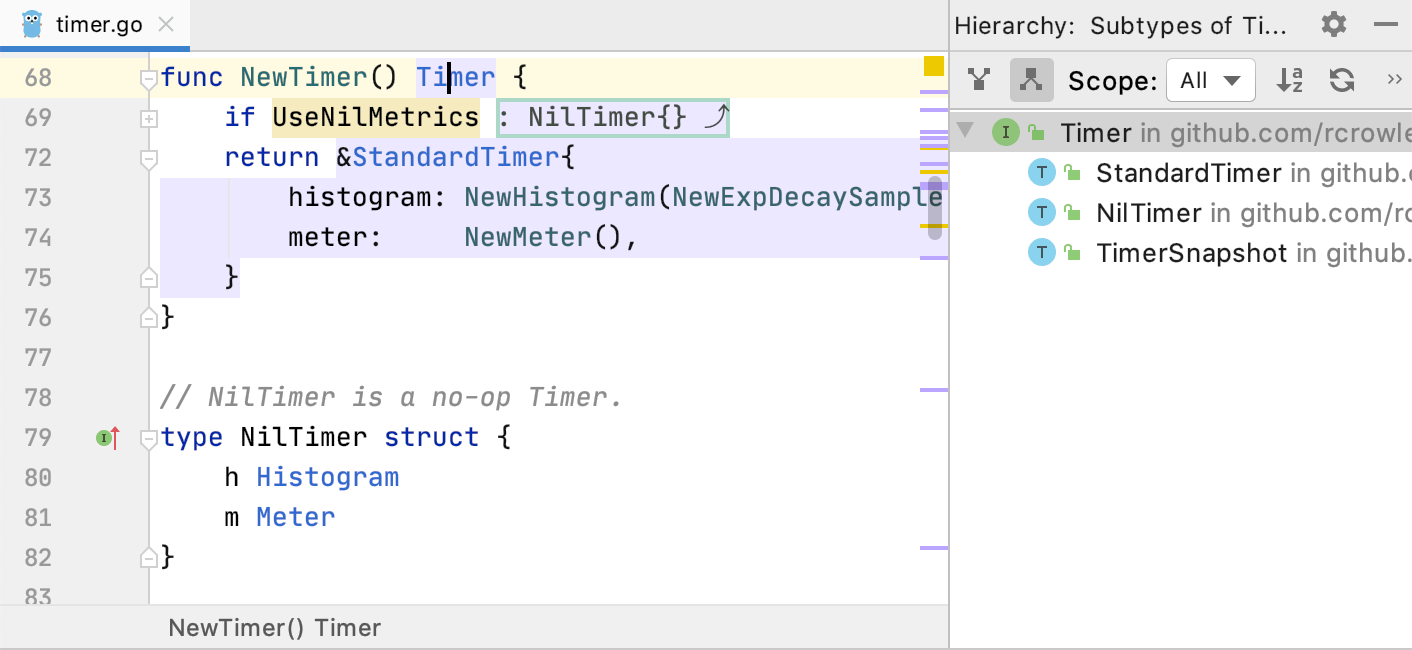 timer.go
68 func NewTimer() Timer {
69 if UseNilMetrics : NilTimer{} ⤴
72 return &StandardTimer{
73 histogram: NewHistogram(NewExpDecaySample
74 meter: NewMeter(),
75 }
76 }
77
78 // NilTimer is a no-op Timer.
79 type NilTimer struct {
80 h Histogram
81 m Meter
82 }
83
NewTimer() Timer
Hierarchy: Subtypes of Ti...
Scope: All
I Timer in github.com/rcrowle
T StandardTimer in github.
T NilTimer in github.com/rc
T TimerSnapshot in github.